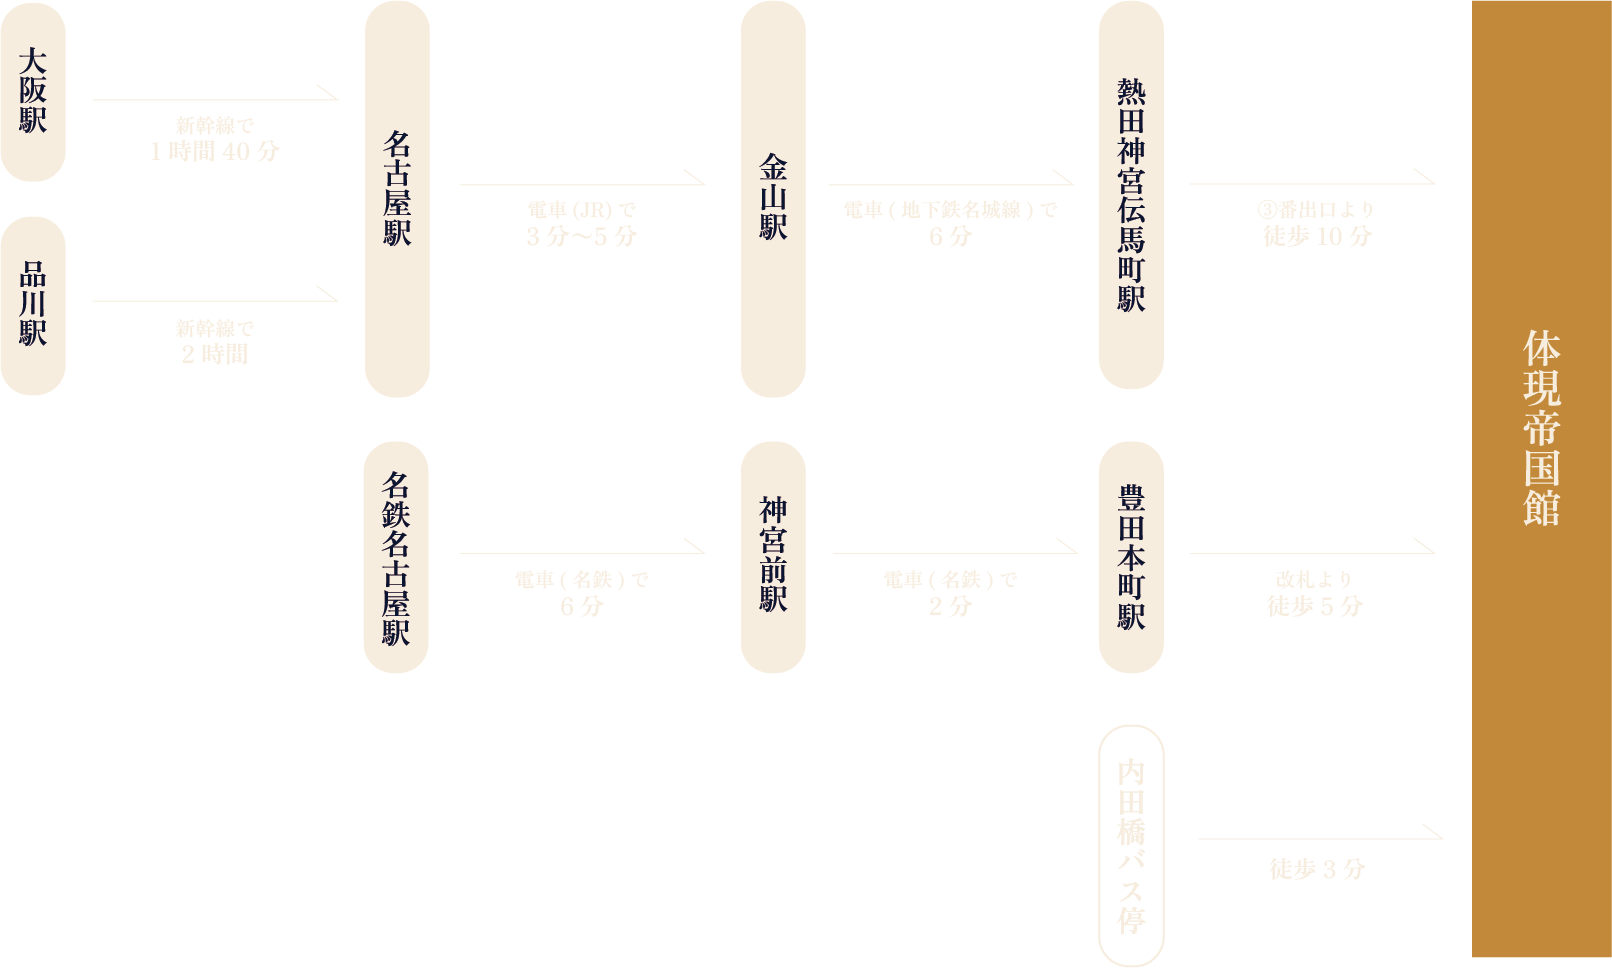 大阪駅
新幹線で
1 時間 40 分
品川駅
新幹線で
2 時間
名古屋駅
電車 (JR) で
3 分〜5 分
金山駅
電車 ( 地下鉄名城線 ) で
6 分
熱田神宮伝馬町駅
③番出口より
徒歩 10 分
名鉄名古屋駅
電車 ( 名鉄 ) で
6 分
神宮前駅
電車 ( 名鉄 ) で
2 分
豊田本町駅
改札より
徒歩 5 分
内田橋バス停
徒歩 3 分
体現帝国館